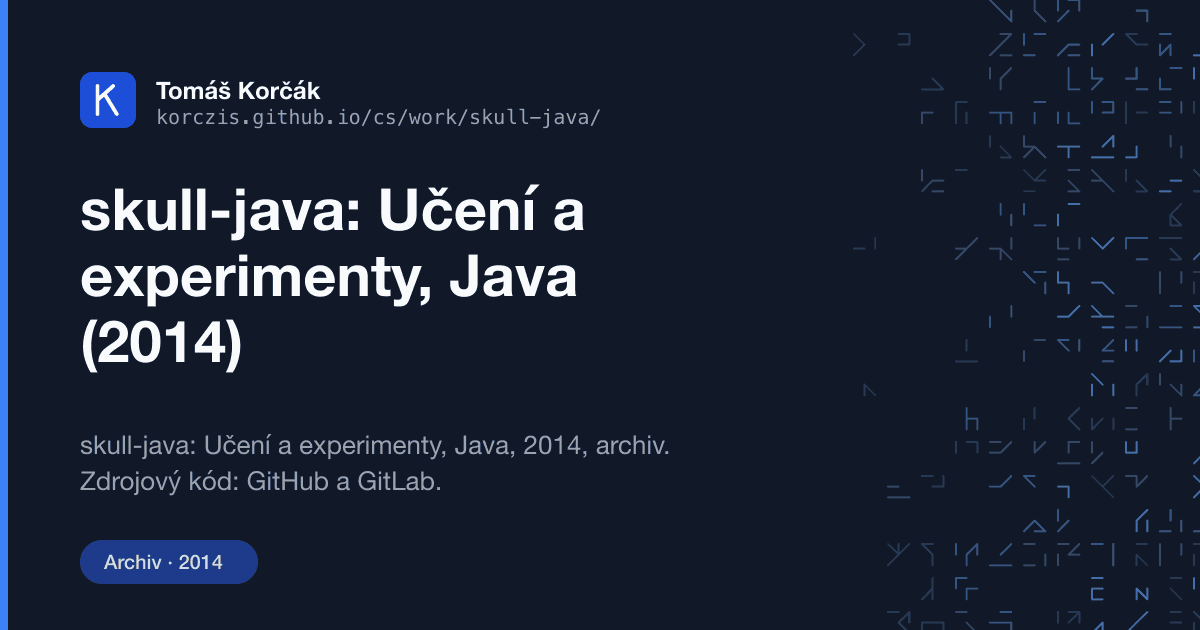 K
Tomáš Korčák
korczis.github.io/cs/work/skull-java/
skull-java: Učení a
experimenty, Java
(2014)
skull-java: Učení a experimenty, Java, 2014, archiv.
Zdrojový kód: GitHub a GitLab.
Archiv · 2014